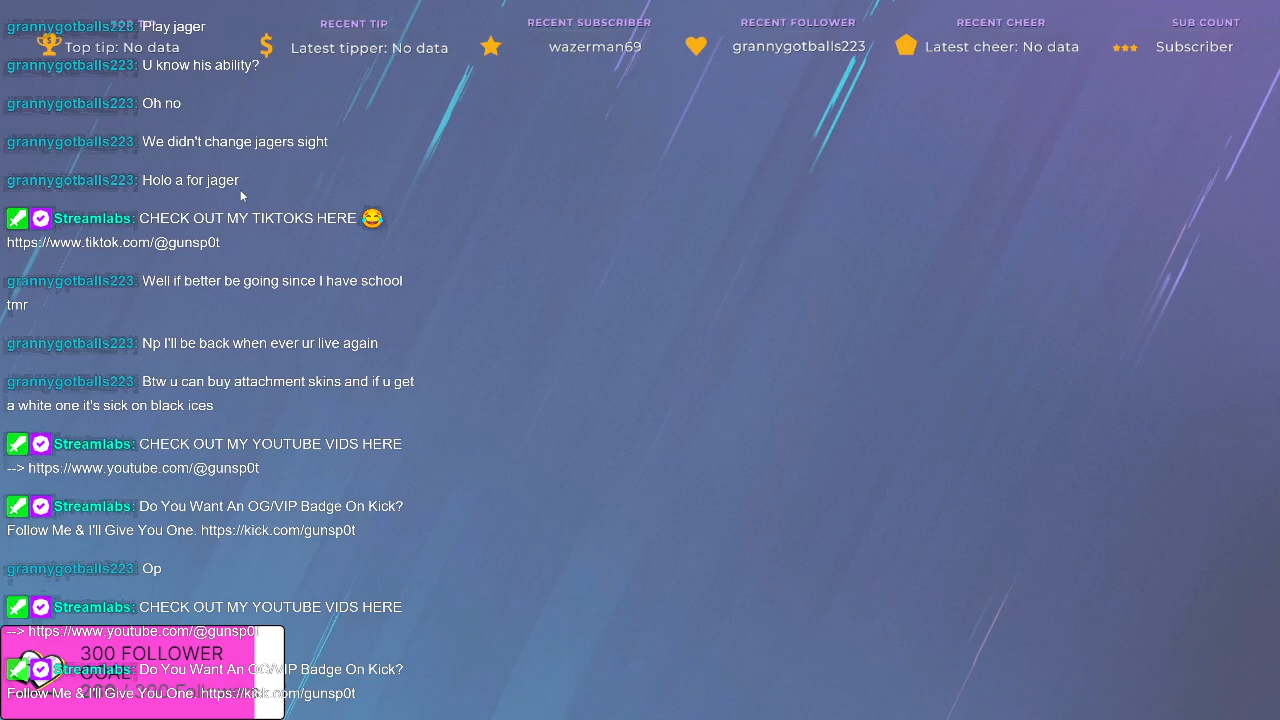 TOP TIP
Top tip: No data
RECENT TIP
Latest tipper: No data
RECENT SUBSCRIBER
wazerman69
RECENT FOLLOWER
grannygotballs223
RECENT CHEER
Latest cheer: No data
SUB COUNT
Subscriber
grannygotballs223: Play jager
grannygotballs223: U know his ability?
grannygotballs223: Oh no
grannygotballs223: We didn't change jagers sight
grannygotballs223: Holo a for jager
Streamlabs: CHECK OUT MY TIKTOKS HERE 😂
https://www.tiktok.com/@gunsp0t
grannygotballs223: Well if better be going since I have school
tmr
grannygotballs223: Np I'll be back when ever ur live again
grannygotballs223: Btw u can buy attachment skins and if u get
a white one it's sick on black ices
Streamlabs: CHECK OUT MY YOUTUBE VIDS HERE
--> https://www.youtube.com/@gunsp0t
Streamlabs: Do You Want An OG/VIP Badge On Kick?
Follow Me & I'll Give You One. https://kick.com/gunsp0t
grannygotballs223: Op
Streamlabs: CHECK OUT MY YOUTUBE VIDS HERE
--> https://www.youtube.com/@gunsp0t
Streamlabs: Do You Want An OG/VIP Badge On Kick?
Follow Me & I'll Give You One. https://kick.com/gunsp0t
300 FOLLOWER
GOAL